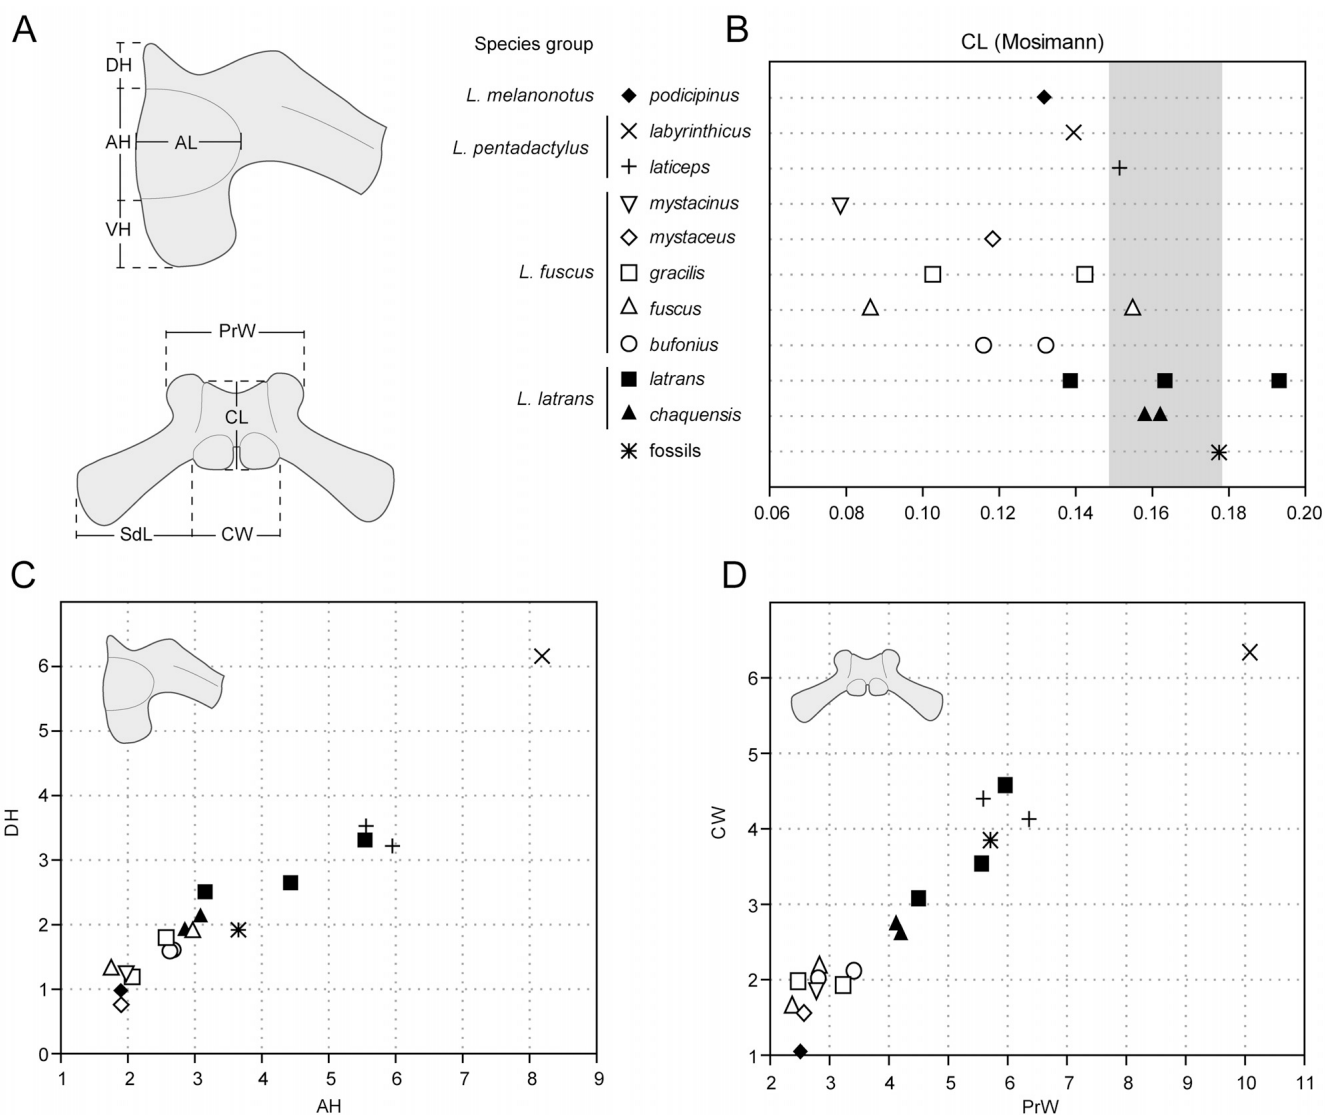 A
DH
AH
AL
VH
PrW
CL
SdL
CW
Species group
L. melanonotus
podicipinus
labyrinthicus
L. pentadactylus
laticeps
mystacinus
mystaceus
L. fuscus
gracilis
fuscus
bufonius
latrans
L. latrans
chaquensis
fossils
B
CL (Mosimann)
0.06 0.08 0.10 0.12 0.14 0.16 0.18 0.20
C
DH
6
5
4
3
2
1
0
1 2 3 4 5 6 7 8 9
AH
D
CW
6
5
4
3
2
1
2 3 4 5 6 7 8 9 10 11
PrW